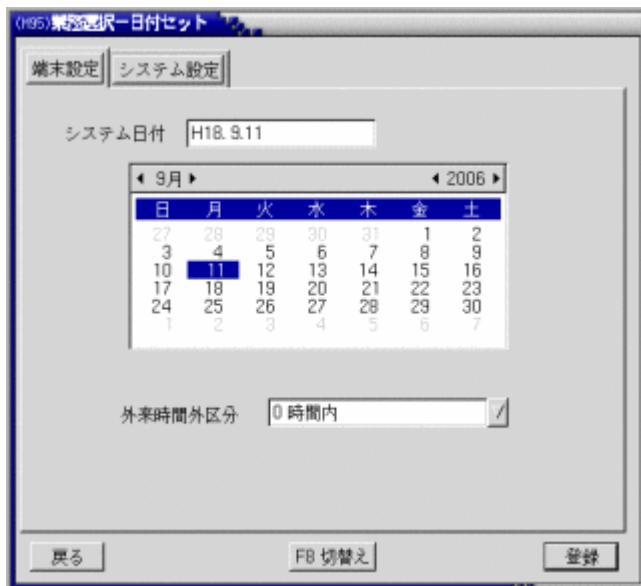 (M95)業務選択ー日付セット
端末設定 システム設定
システム日付 H18. 9.11
9月 2006
日 月 火 水 木 金 土
27 28 29 30 31 1 2
3 4 5 6 7 8 9
10 11 12 13 14 15 16
17 18 19 20 21 22 23
24 25 26 27 28 29 30
1 2 3 4 5 6 7
外来時間外区分 0 時間内
戻る F8 切替え 登録